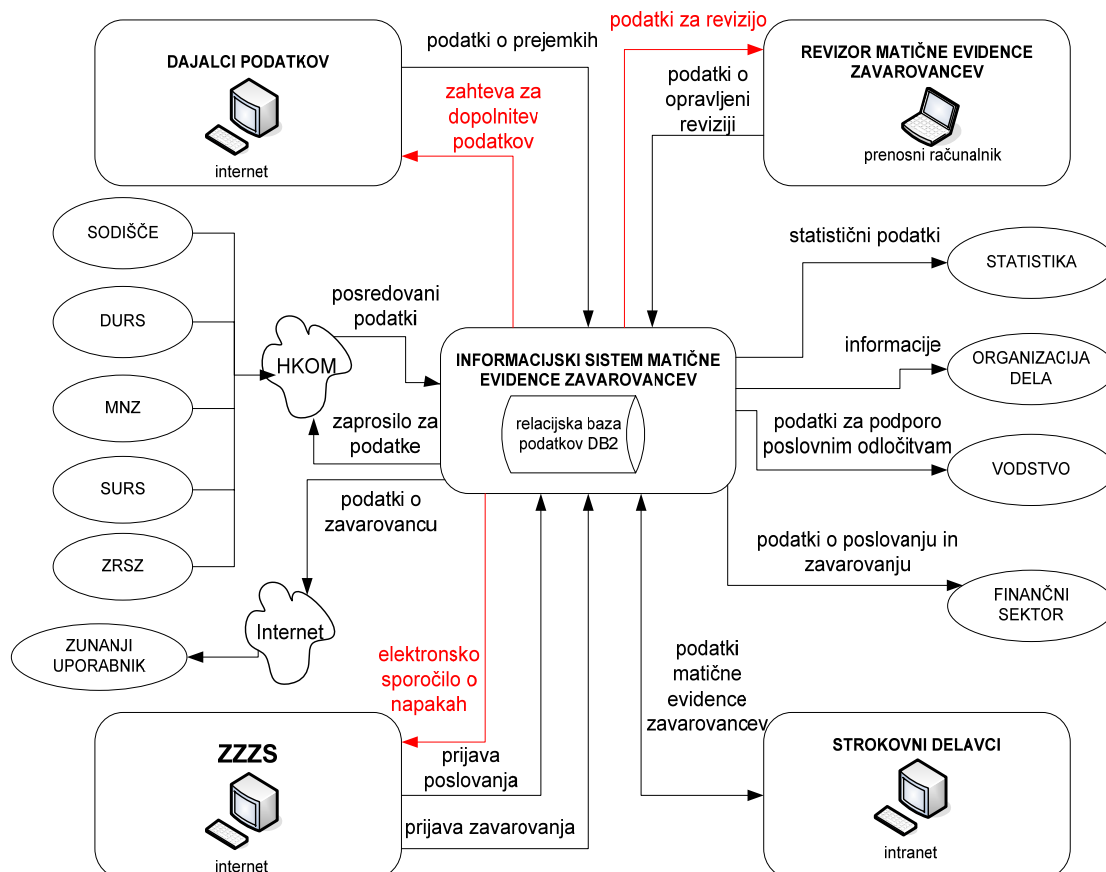 podatki za revizijo
podatki o prejemkih
DAJALCI PODATKOV
internet
zahteva za
dopolnitev
podatkov
podatki o
opravljeni
reviziji
REVIZOR MATIČNE EVIDENCE
ZAVAROVANCEV
prenosni računalnik
SODIŠČE
DURS
MNZ
SURS
ZRSZ
HKOM
posredovani
podatki
zaprosilo za
podatke
INFORMACIJSKI SISTEM MATIČNE
EVIDENCE ZAVAROVANCEV
relacijska baza
podatkov DB2
statistični podatki
STATISTIKA
informacije
ORGANIZACIJA
DELA
podatki za podporo
poslovnim odločitvam
VODSTVO
podatki o poslovanju in
zavarovanju
FINANČNI
SEKTOR
podatki o
zavarovancu
Internet
ZUNANJI
UPORABNIK
elektronsko
sporočilo o
napakah
podatki
matične
evidence
zavarovancev
ZZZS
internet
prijava
poslovanja
prijava zavarovanja
STROKOVNI DELAVCI
intranet